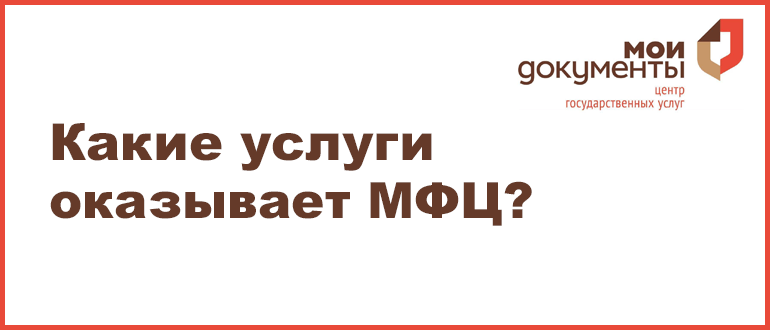 мои
документы
центр
государственных услуг
Какие услуги
оказывает МФЦ?